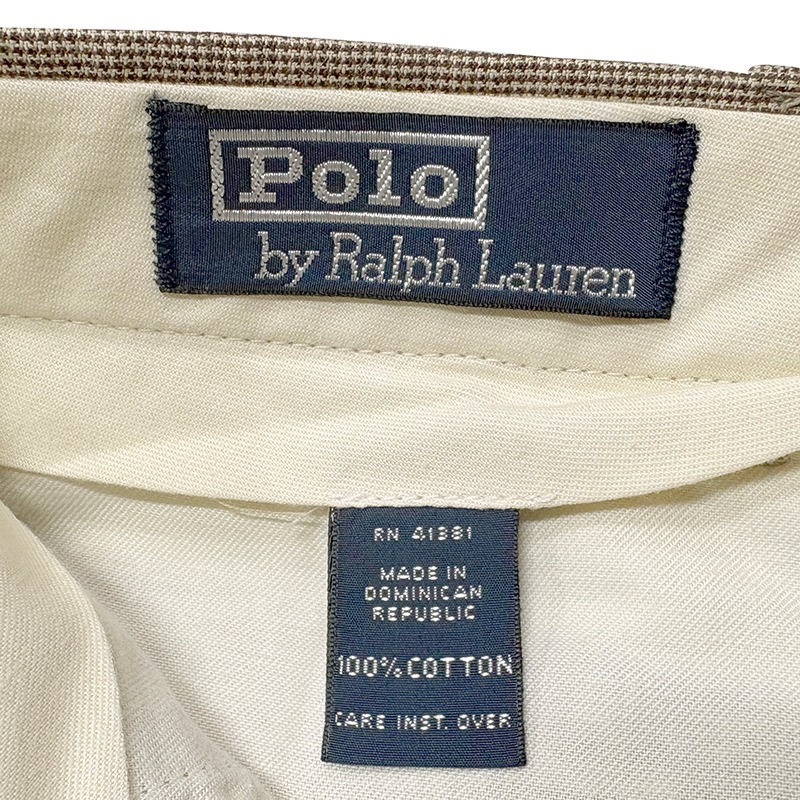 Polo
by Ralph Lauren
RN 41381
MADE IN
DOMINICAN
REPUBLIC
100% COTTON
CARE INST. OVER